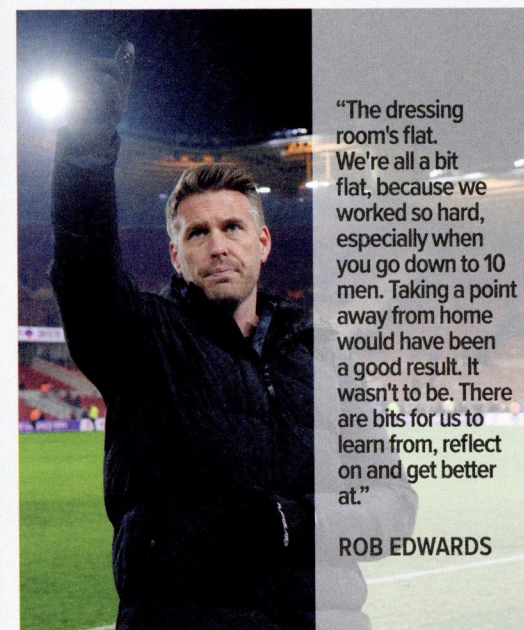 “The dressing
room's flat.
We're all a bit
flat, because we
worked so hard,
especially when
you go down to 10
men. Taking a point
away from home
would have been
a good result. It
wasn't to be. There
are bits for us to
learn from, reflect
on and get better
at.”
ROB EDWARDS